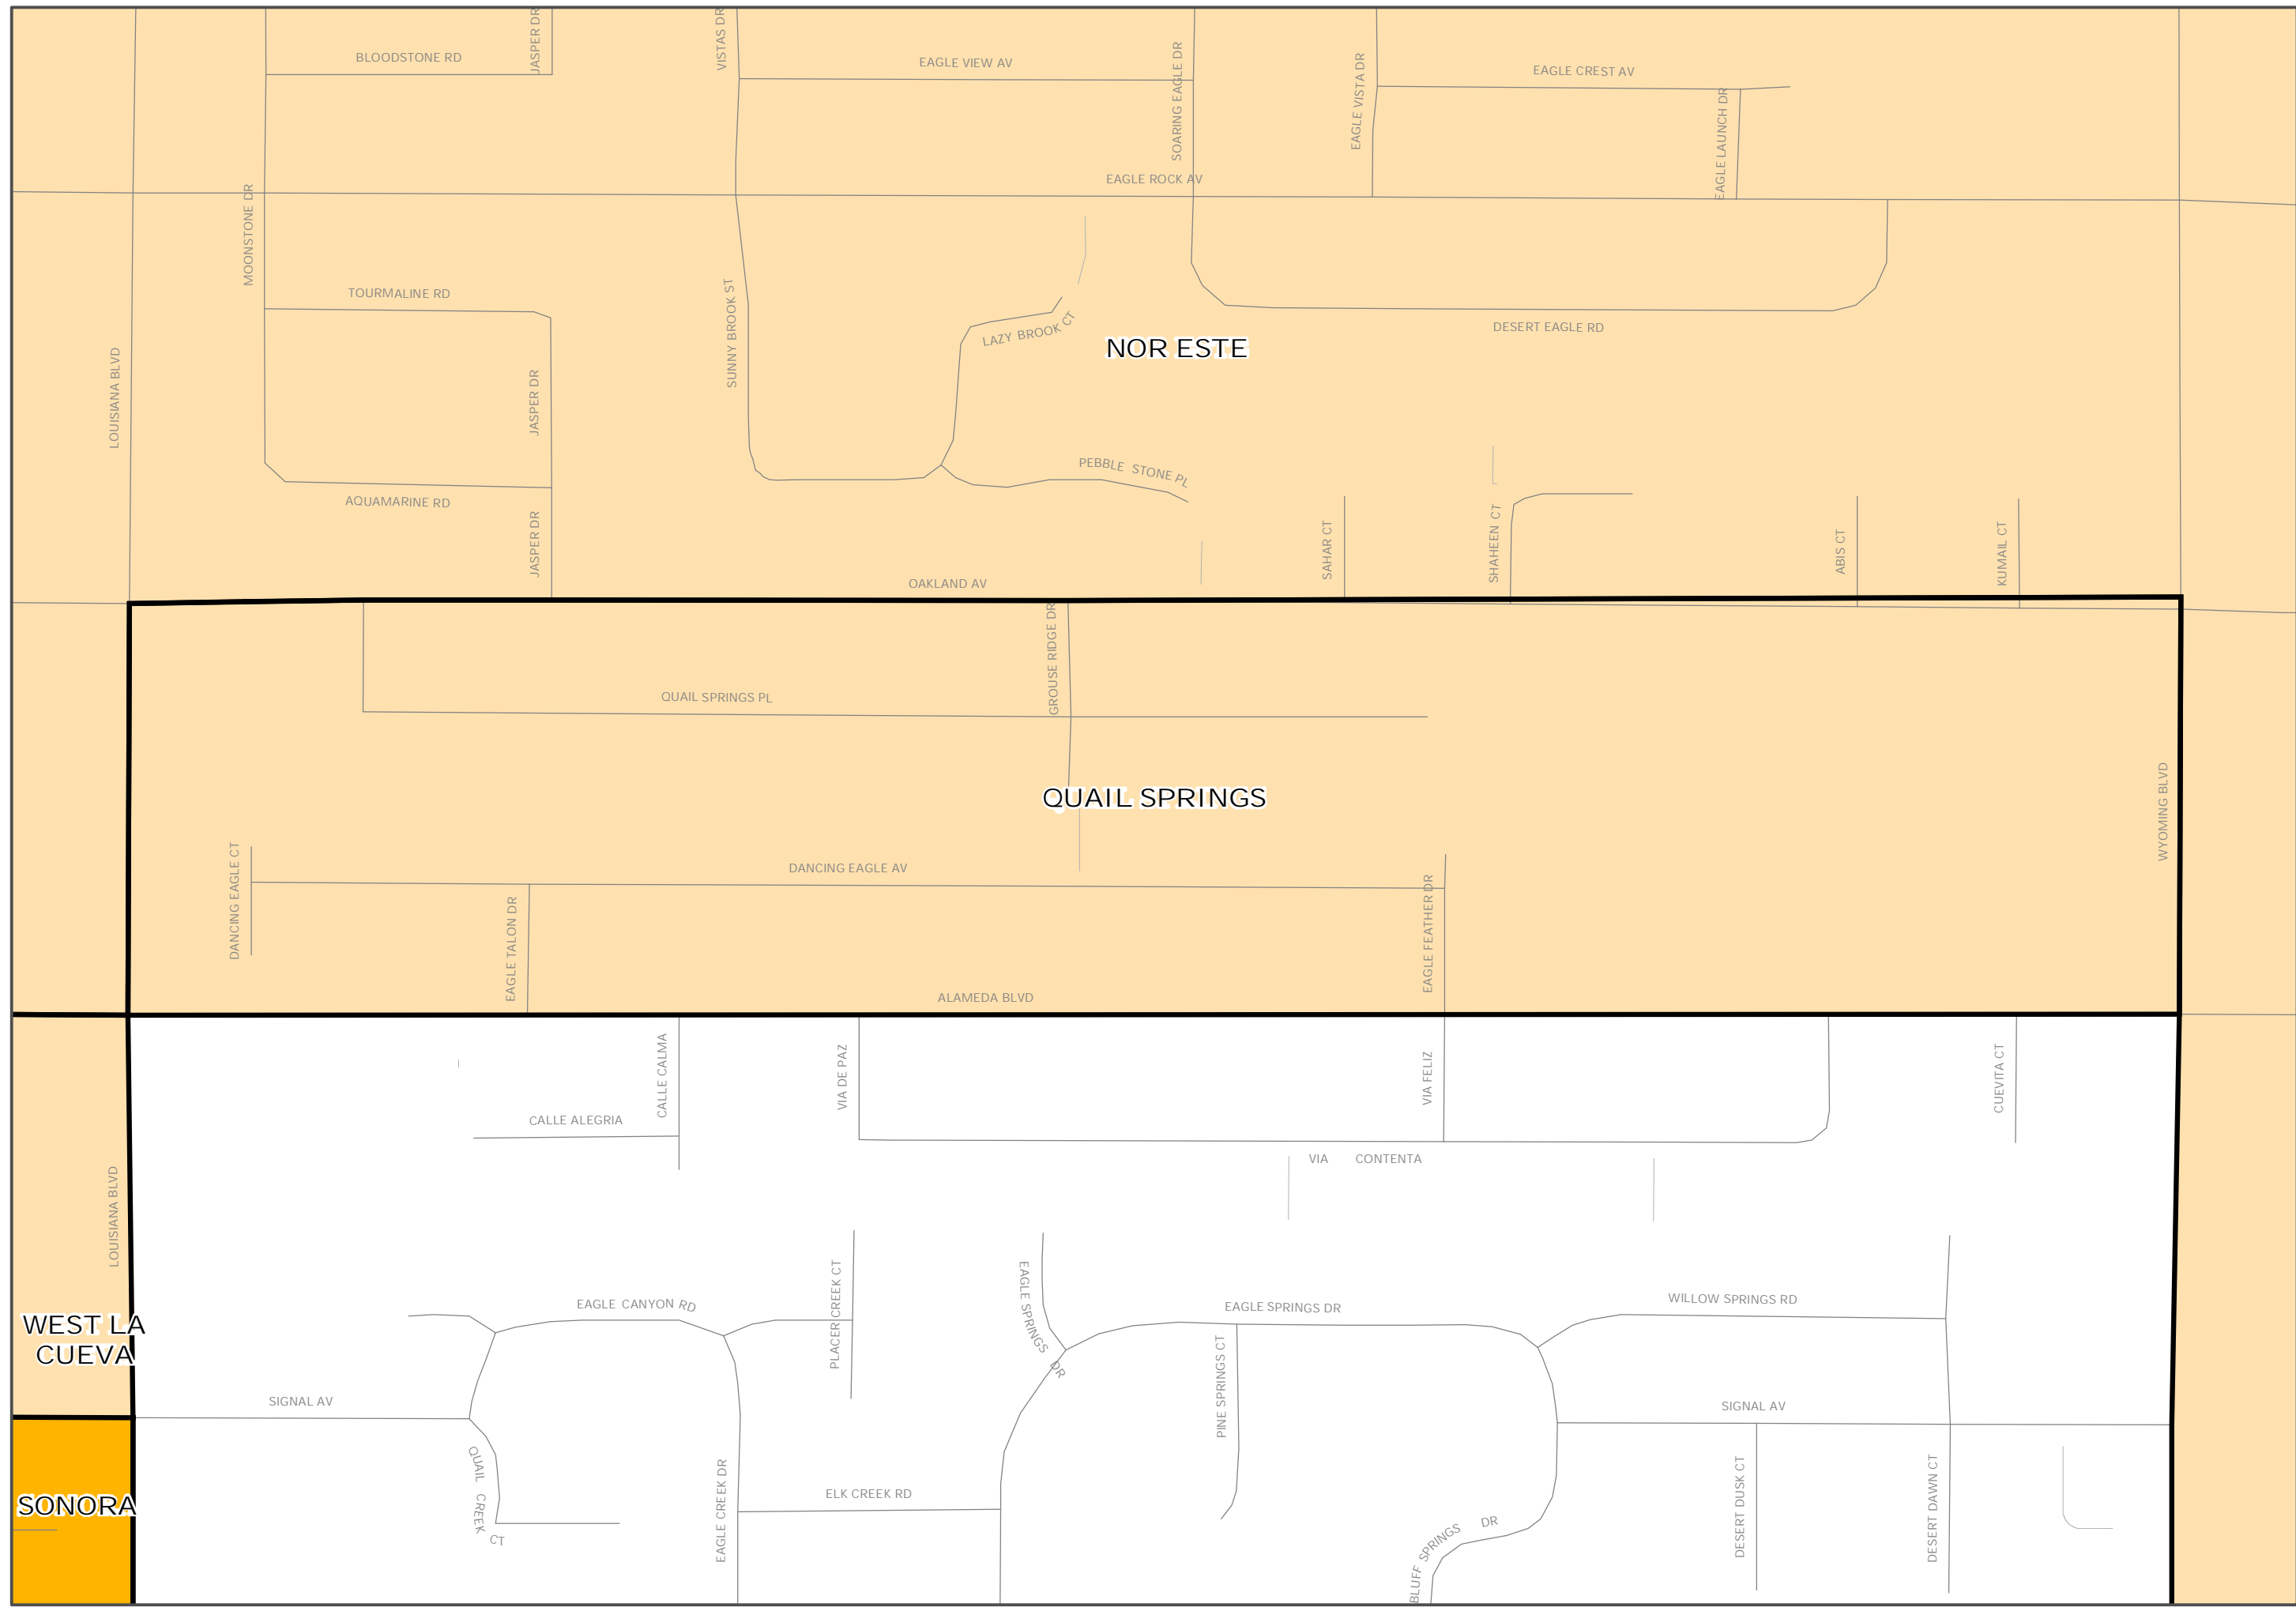 JASPER DR
VISTAS DR
BLOODSTONE RD
EAGLE VIEW AV
SOARING EAGLE DR
EAGLE VISTA DR
EAGLE CREST AV
EAGLE LAUNCH DR
EAGLE ROCK AV
MOONSTONE DR
TOURMALINE RD
SUNNY BROOK ST
LAZY BROOK CT
NOR ESTE
DESERT EAGLE RD
LOUISIANA BLVD
JASPER DR
PEBBLE STONE PL
AQUAMARINE RD
JASPER DR
SAHAR CT
SHAHEEN CT
ABIS CT
KUMAIL CT
OAKLAND AV
GROUSE RIDGE DR
QUAIL SPRINGS PL
QUAIL SPRINGS
WYOMING BLVD
DANCING EAGLE CT
DANCING EAGLE AV
EAGLE TALON DR
EAGLE FEATHER DR
ALAMEDA BLVD
CALLE CALMA
VIA DE PAZ
VIA FELIZ
CUEVITA CT
CALLE ALEGRIA
VIA CONTENTA
LOUISIANA BLVD
PLACER CREEK CT
EAGLE SPRINGS DR
EAGLE CANYON RD
EAGLE SPRINGS DR
WILLOW SPRINGS RD
WEST LA
CUEVA
PINE SPRINGS CT
SIGNAL AV
SIGNAL AV
QUAIL CREEK CT
EAGLE CREEK DR
ELK CREEK RD
SONORA
BLUFF SPRINGS DR
DESERT DUSK CT
DESERT DAWN CT